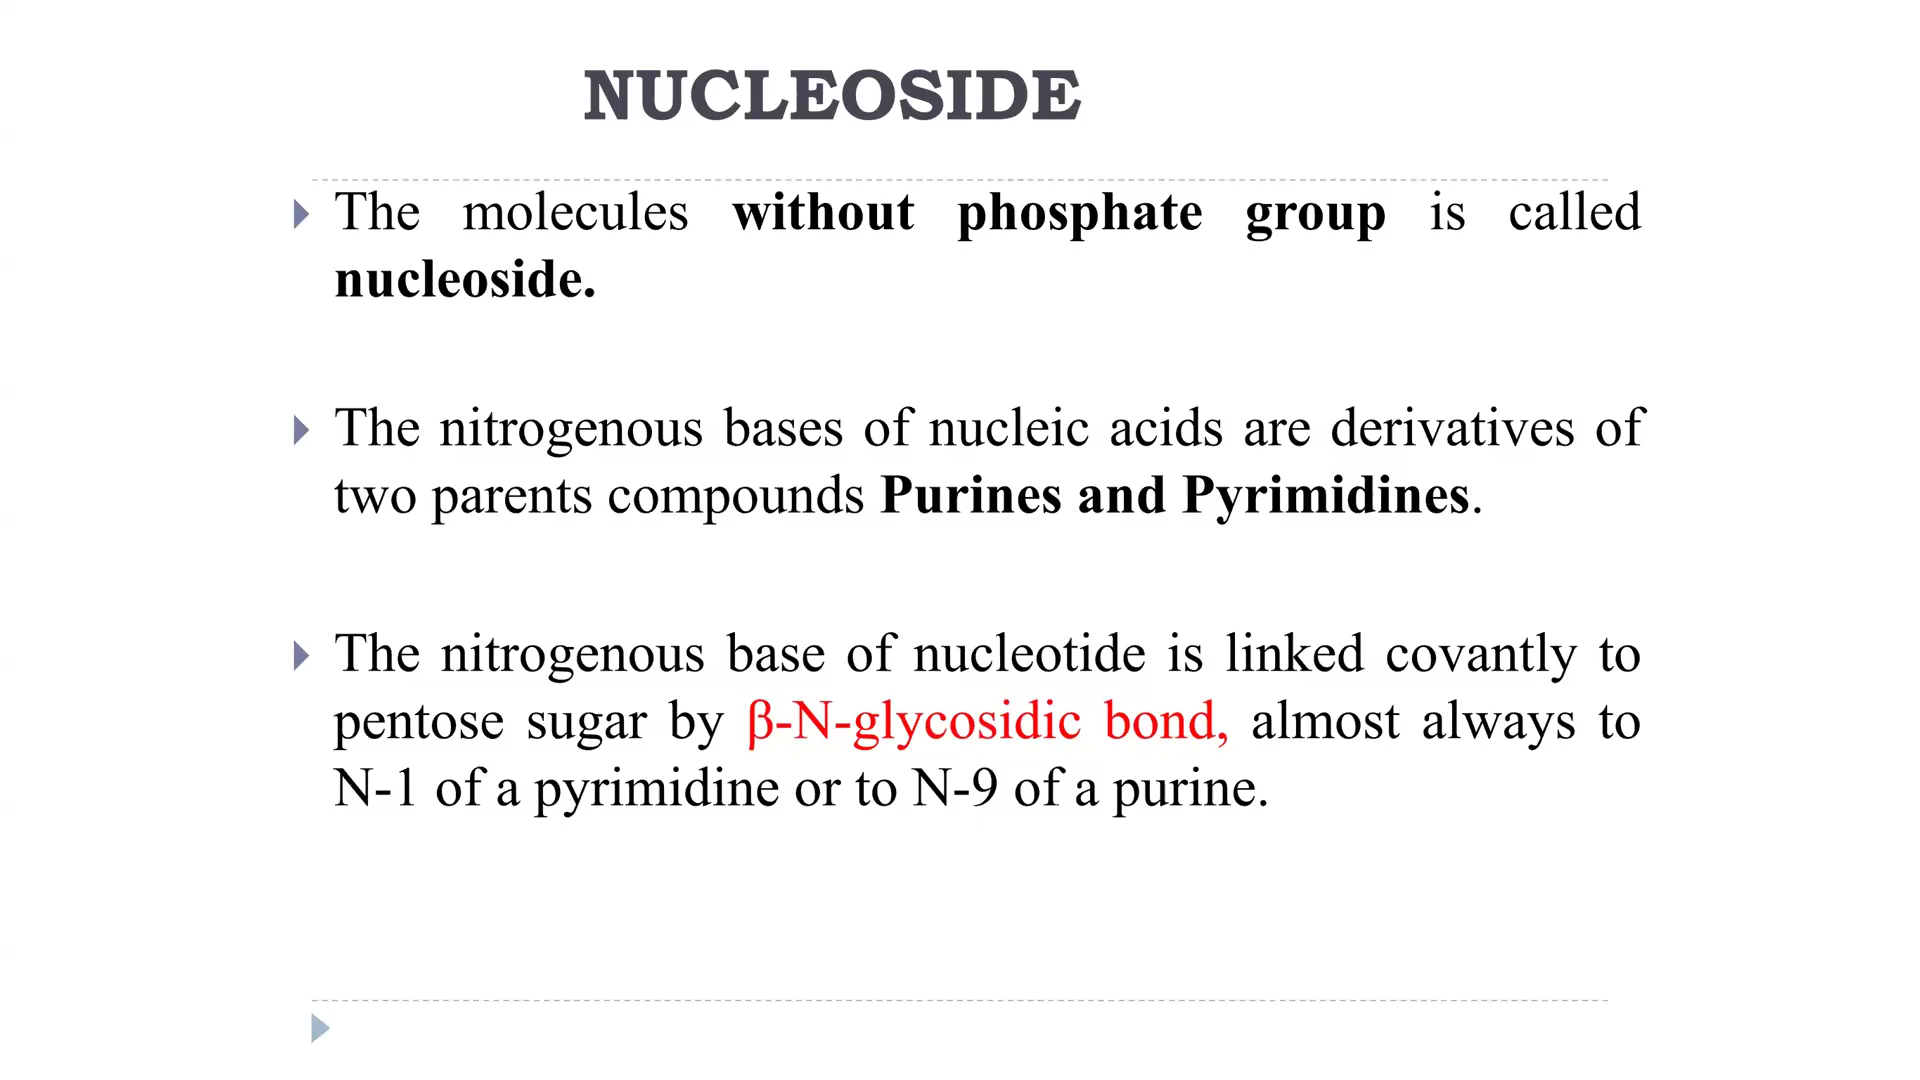 NUCLEOSIDE
The molecules without phosphate group is called
nucleoside.
The nitrogenous bases of nucleic acids are derivatives of
two parents compounds Purines and Pyrimidines.
The nitrogenous base of nucleotide is linked covantly to
pentose sugar by β-N-glycosidic bond, almost always to
N-1 of a pyrimidine or to N-9 of a purine.